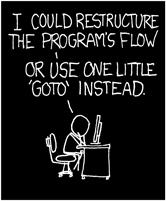 I COULD RESTRUCTURE
THE PROGRAM'S FLOW
OR USE ONE LITTLE
'GOTO' INSTEAD.